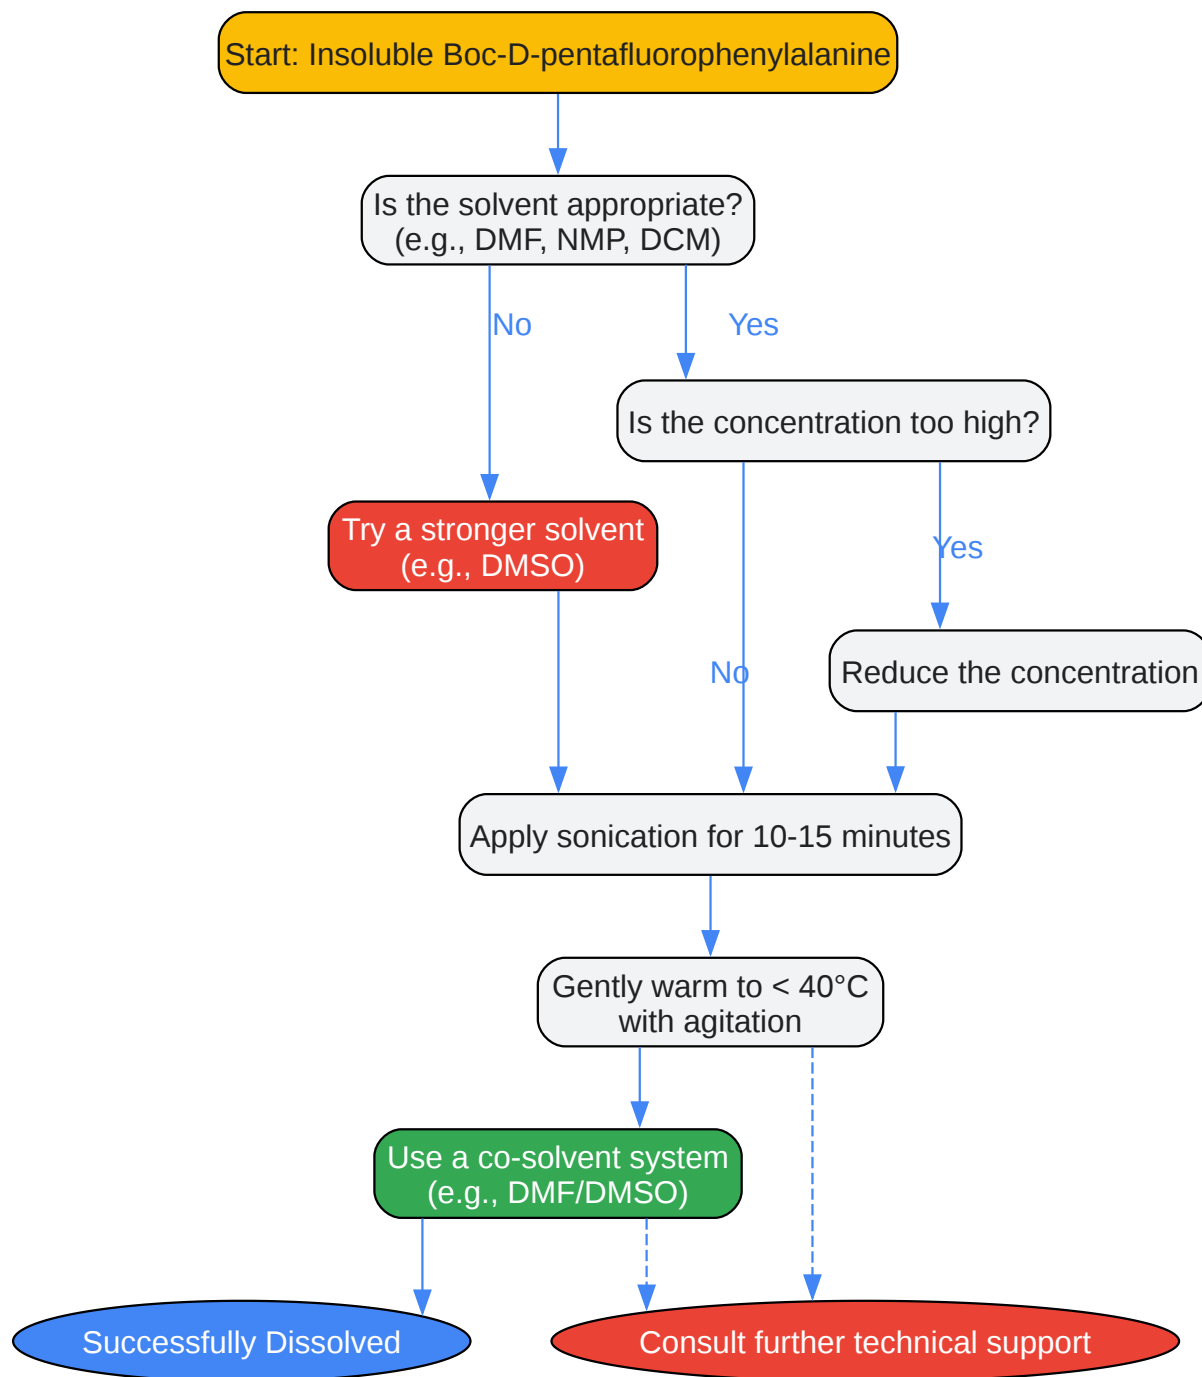 Start: Insoluble Boc-D-pentafluorophenylalanine
Is the solvent appropriate?
(e.g., DMF, NMP, DCM)
No
Yes
Is the concentration too high?
Try a stronger solvent
(e.g., DMSO)
Yes
No
Reduce the concentration
Apply sonication for 10-15 minutes
Gently warm to < 40°C
with agitation
Use a co-solvent system
(e.g., DMF/DMSO)
Successfully Dissolved
Consult further technical support